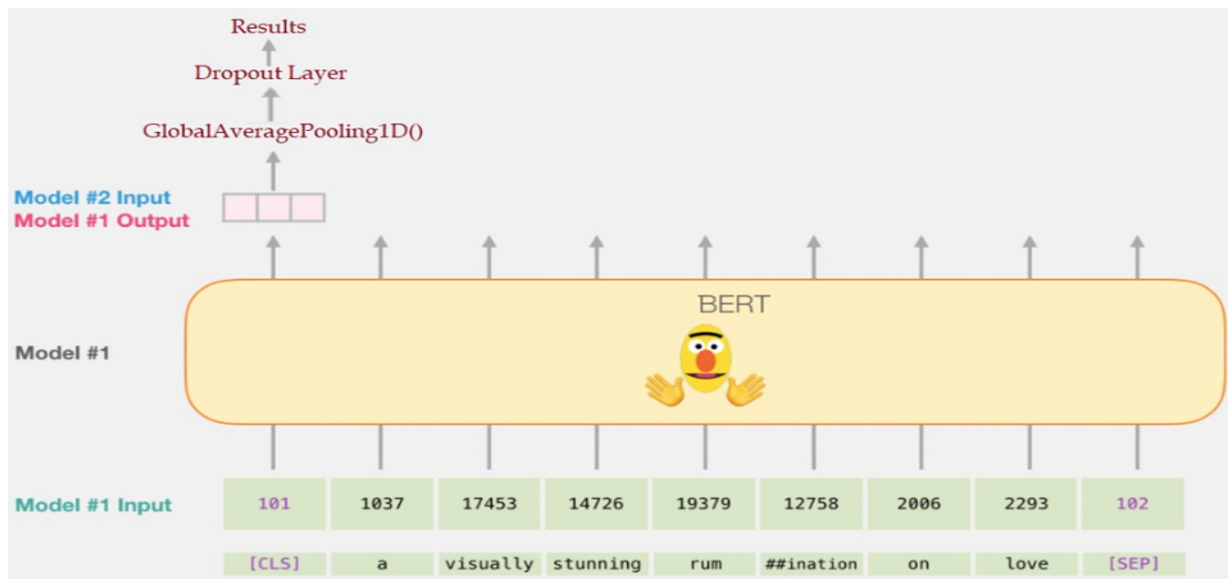 Results
Dropout Layer
GlobalAveragePooling1D()
Model #2 Input
Model #1 Output
BERT
Model #1
Model #1 Input 101 1037 17453 14726 19379 12758 2006 2293 102
[CLS] a visually stunning rum ##ination on love [SEP]